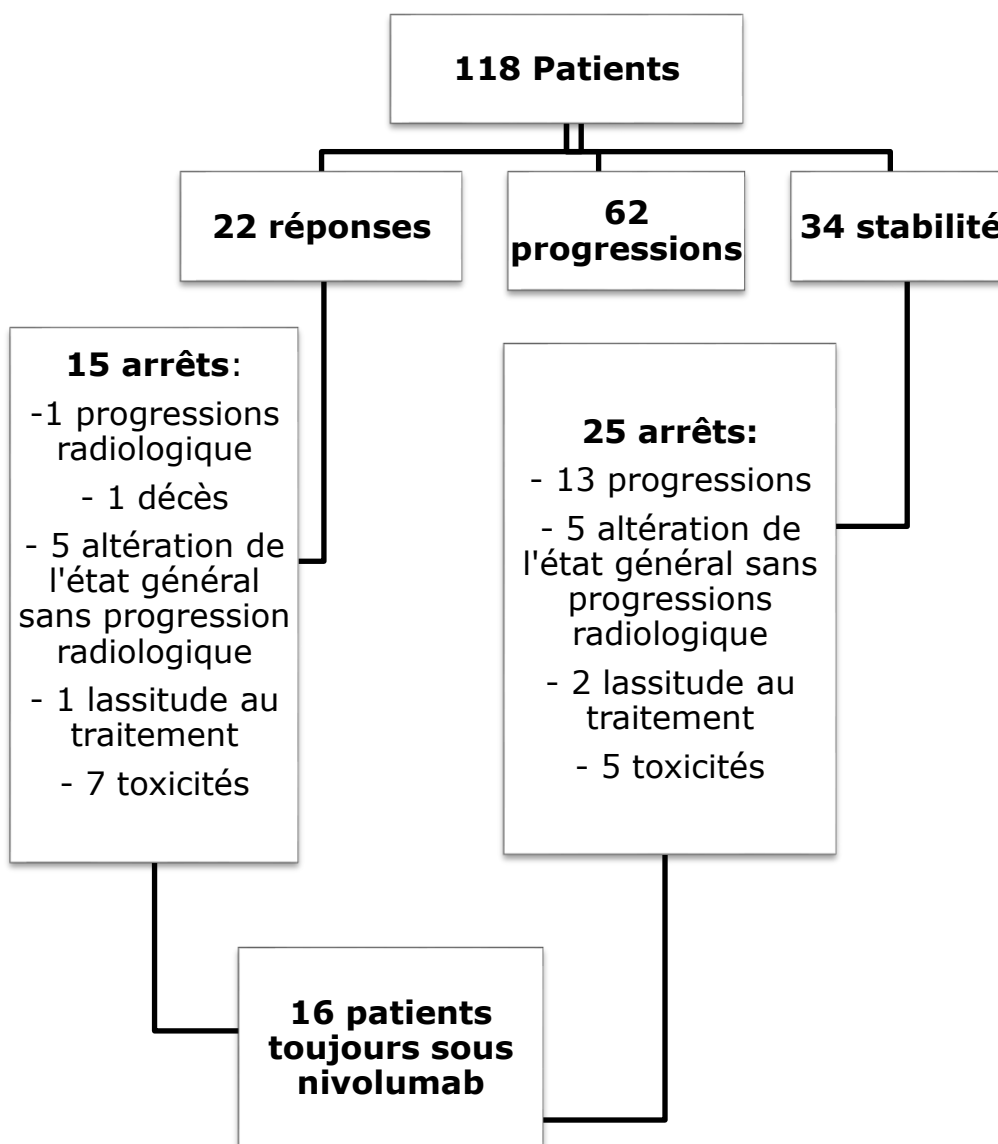 118 Patients
22 réponses
62
progressions
34 stabilité
15 arrêts:
-1 progressions
radiologique
- 1 décès
- 5 altération de
l'état général
sans progression
radiologique
- 1 lassitude au
traitement
- 7 toxicités
25 arrêts:
- 13 progressions
- 5 altération de
l'état général sans
progressions
radiologique
- 2 lassitude au
traitement
- 5 toxicités
16 patients
toujours sous
nivolumab